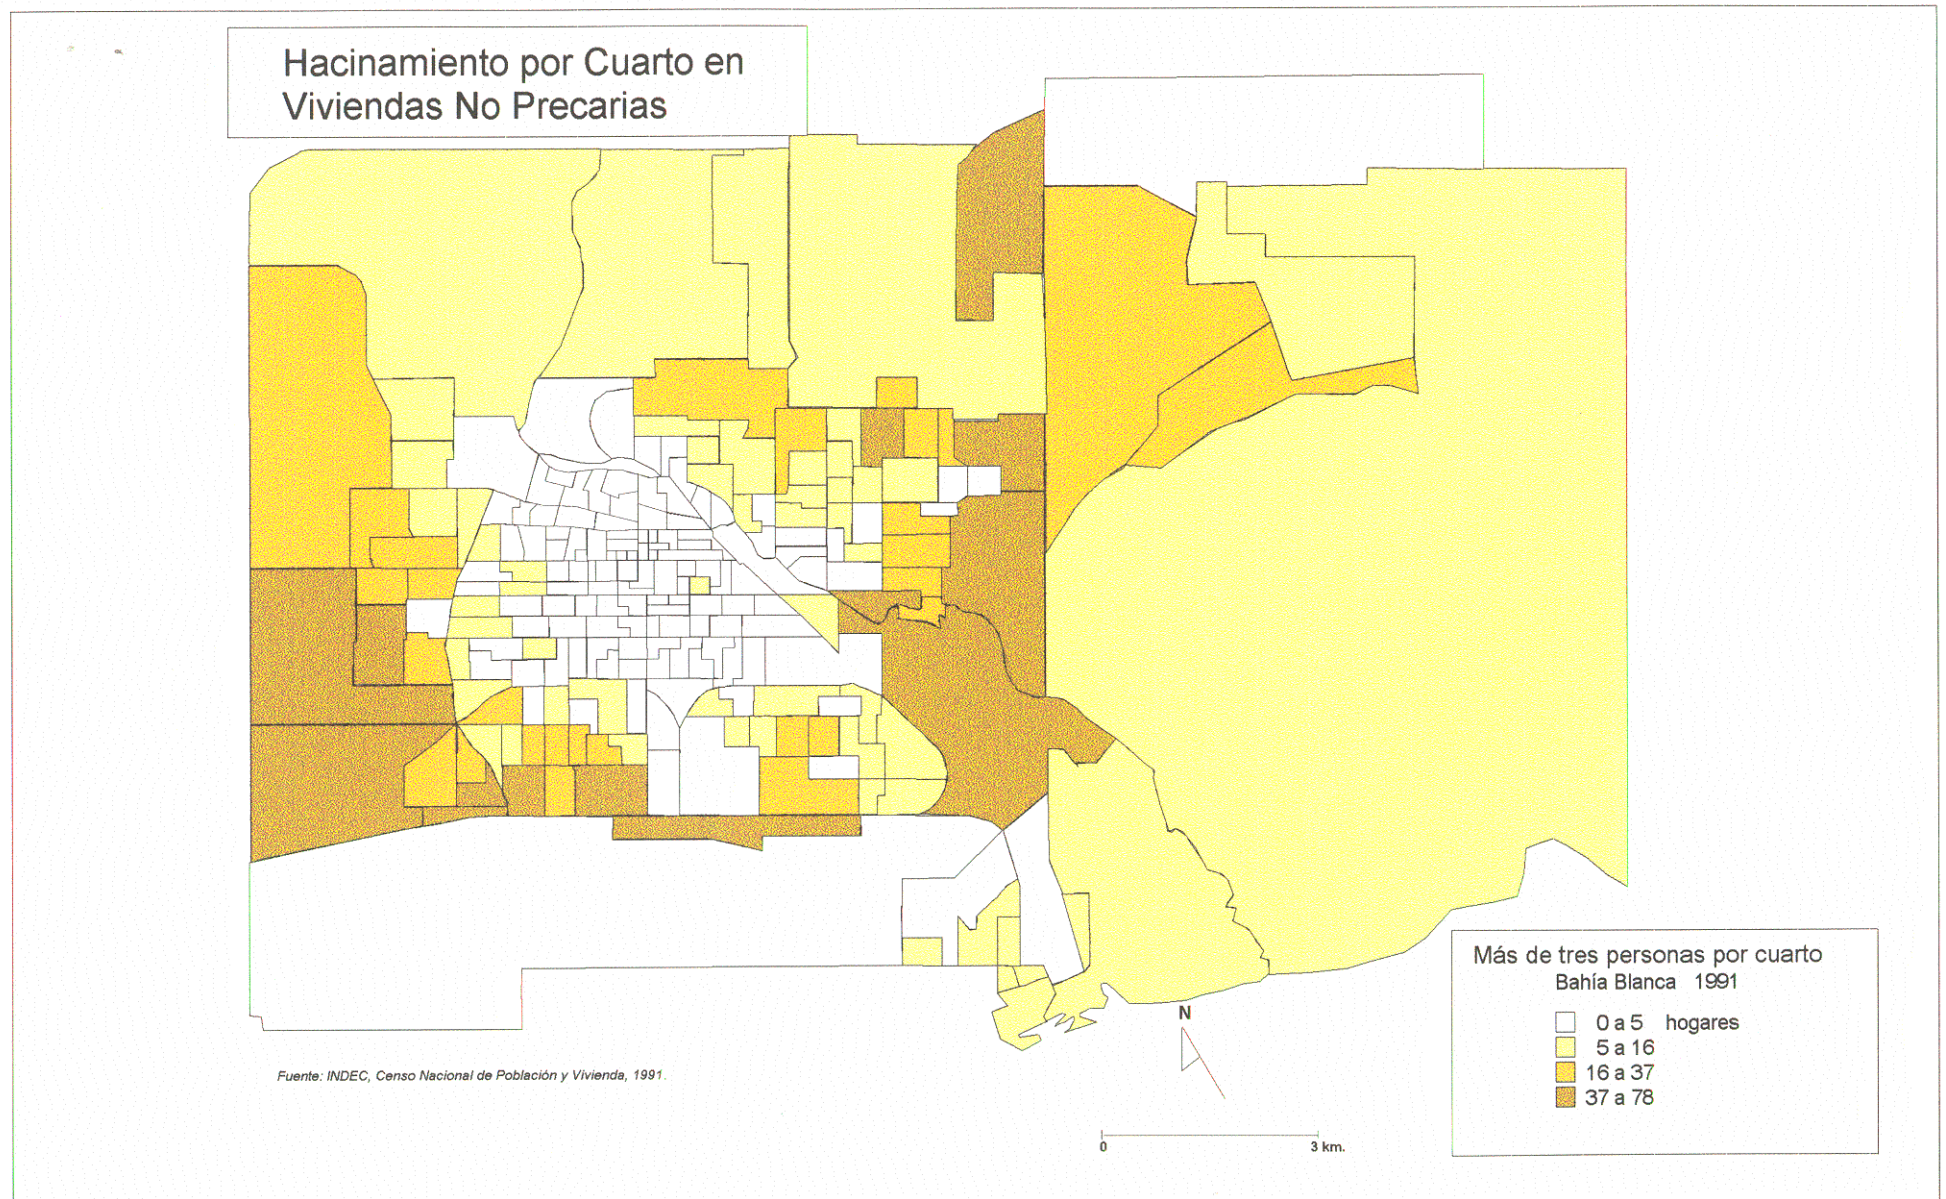 Hacinamiento por Cuarto en
Viviendas No Precarias
Más de tres personas por cuarto
Bahía Blanca 1991
0 a 5 hogares
5 a 16
16 a 37
37 a 78
N
Fuente: INDEC, Censo Nacional de Población y Vivienda, 1991.
0 3 km.